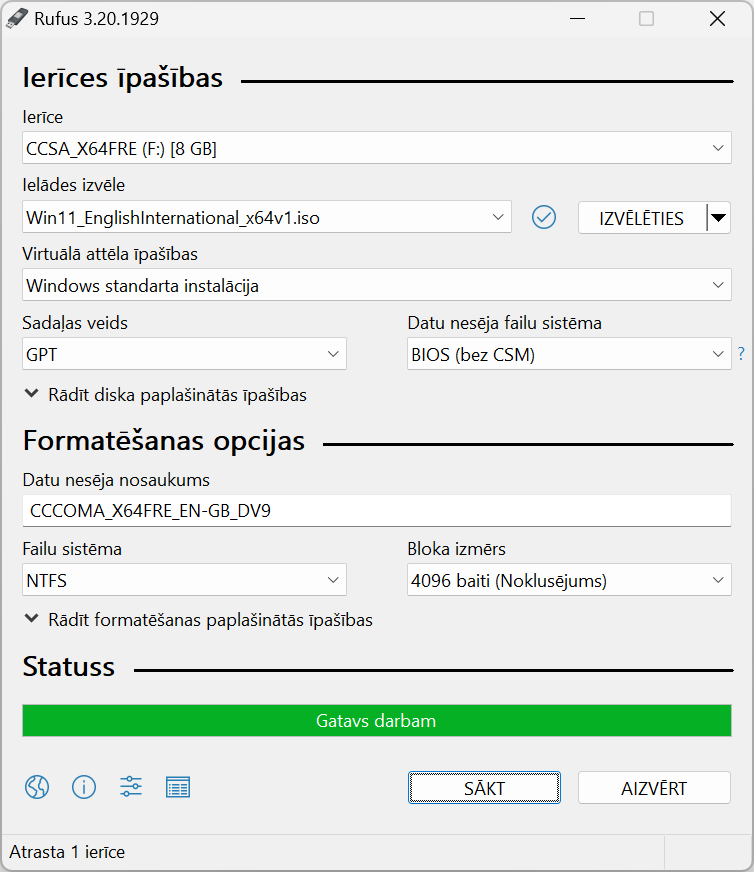 Rufus 3.20.1929
Ierīces īpašības
Ierīce
CCSA_X64FRE (F:) [8 GB]
Ielādes izvēle
Win11_EnglishInternational_x64v1.iso
IZVĒLĒTIES
Virtuālā attēla īpašības
Windows standarta instalācija
Sadaļas veids
Datu nesēja failu sistēma
GPT
BIOS (bez CSM)
?
Rādīt diska paplašinātās īpašības
Formatēšanas opcijas
Datu nesēja nosaukums
CCCOMA_X64FRE_EN-GB_DV9
Failu sistēma
Bloka izmērs
NTFS
4096 baiti (Noklusējums)
Rādīt formatēšanas paplašinātās īpašības
Statuss
Gatavs darbam
SĀKT
AIZVĒRT
Atrasta 1 ierīce